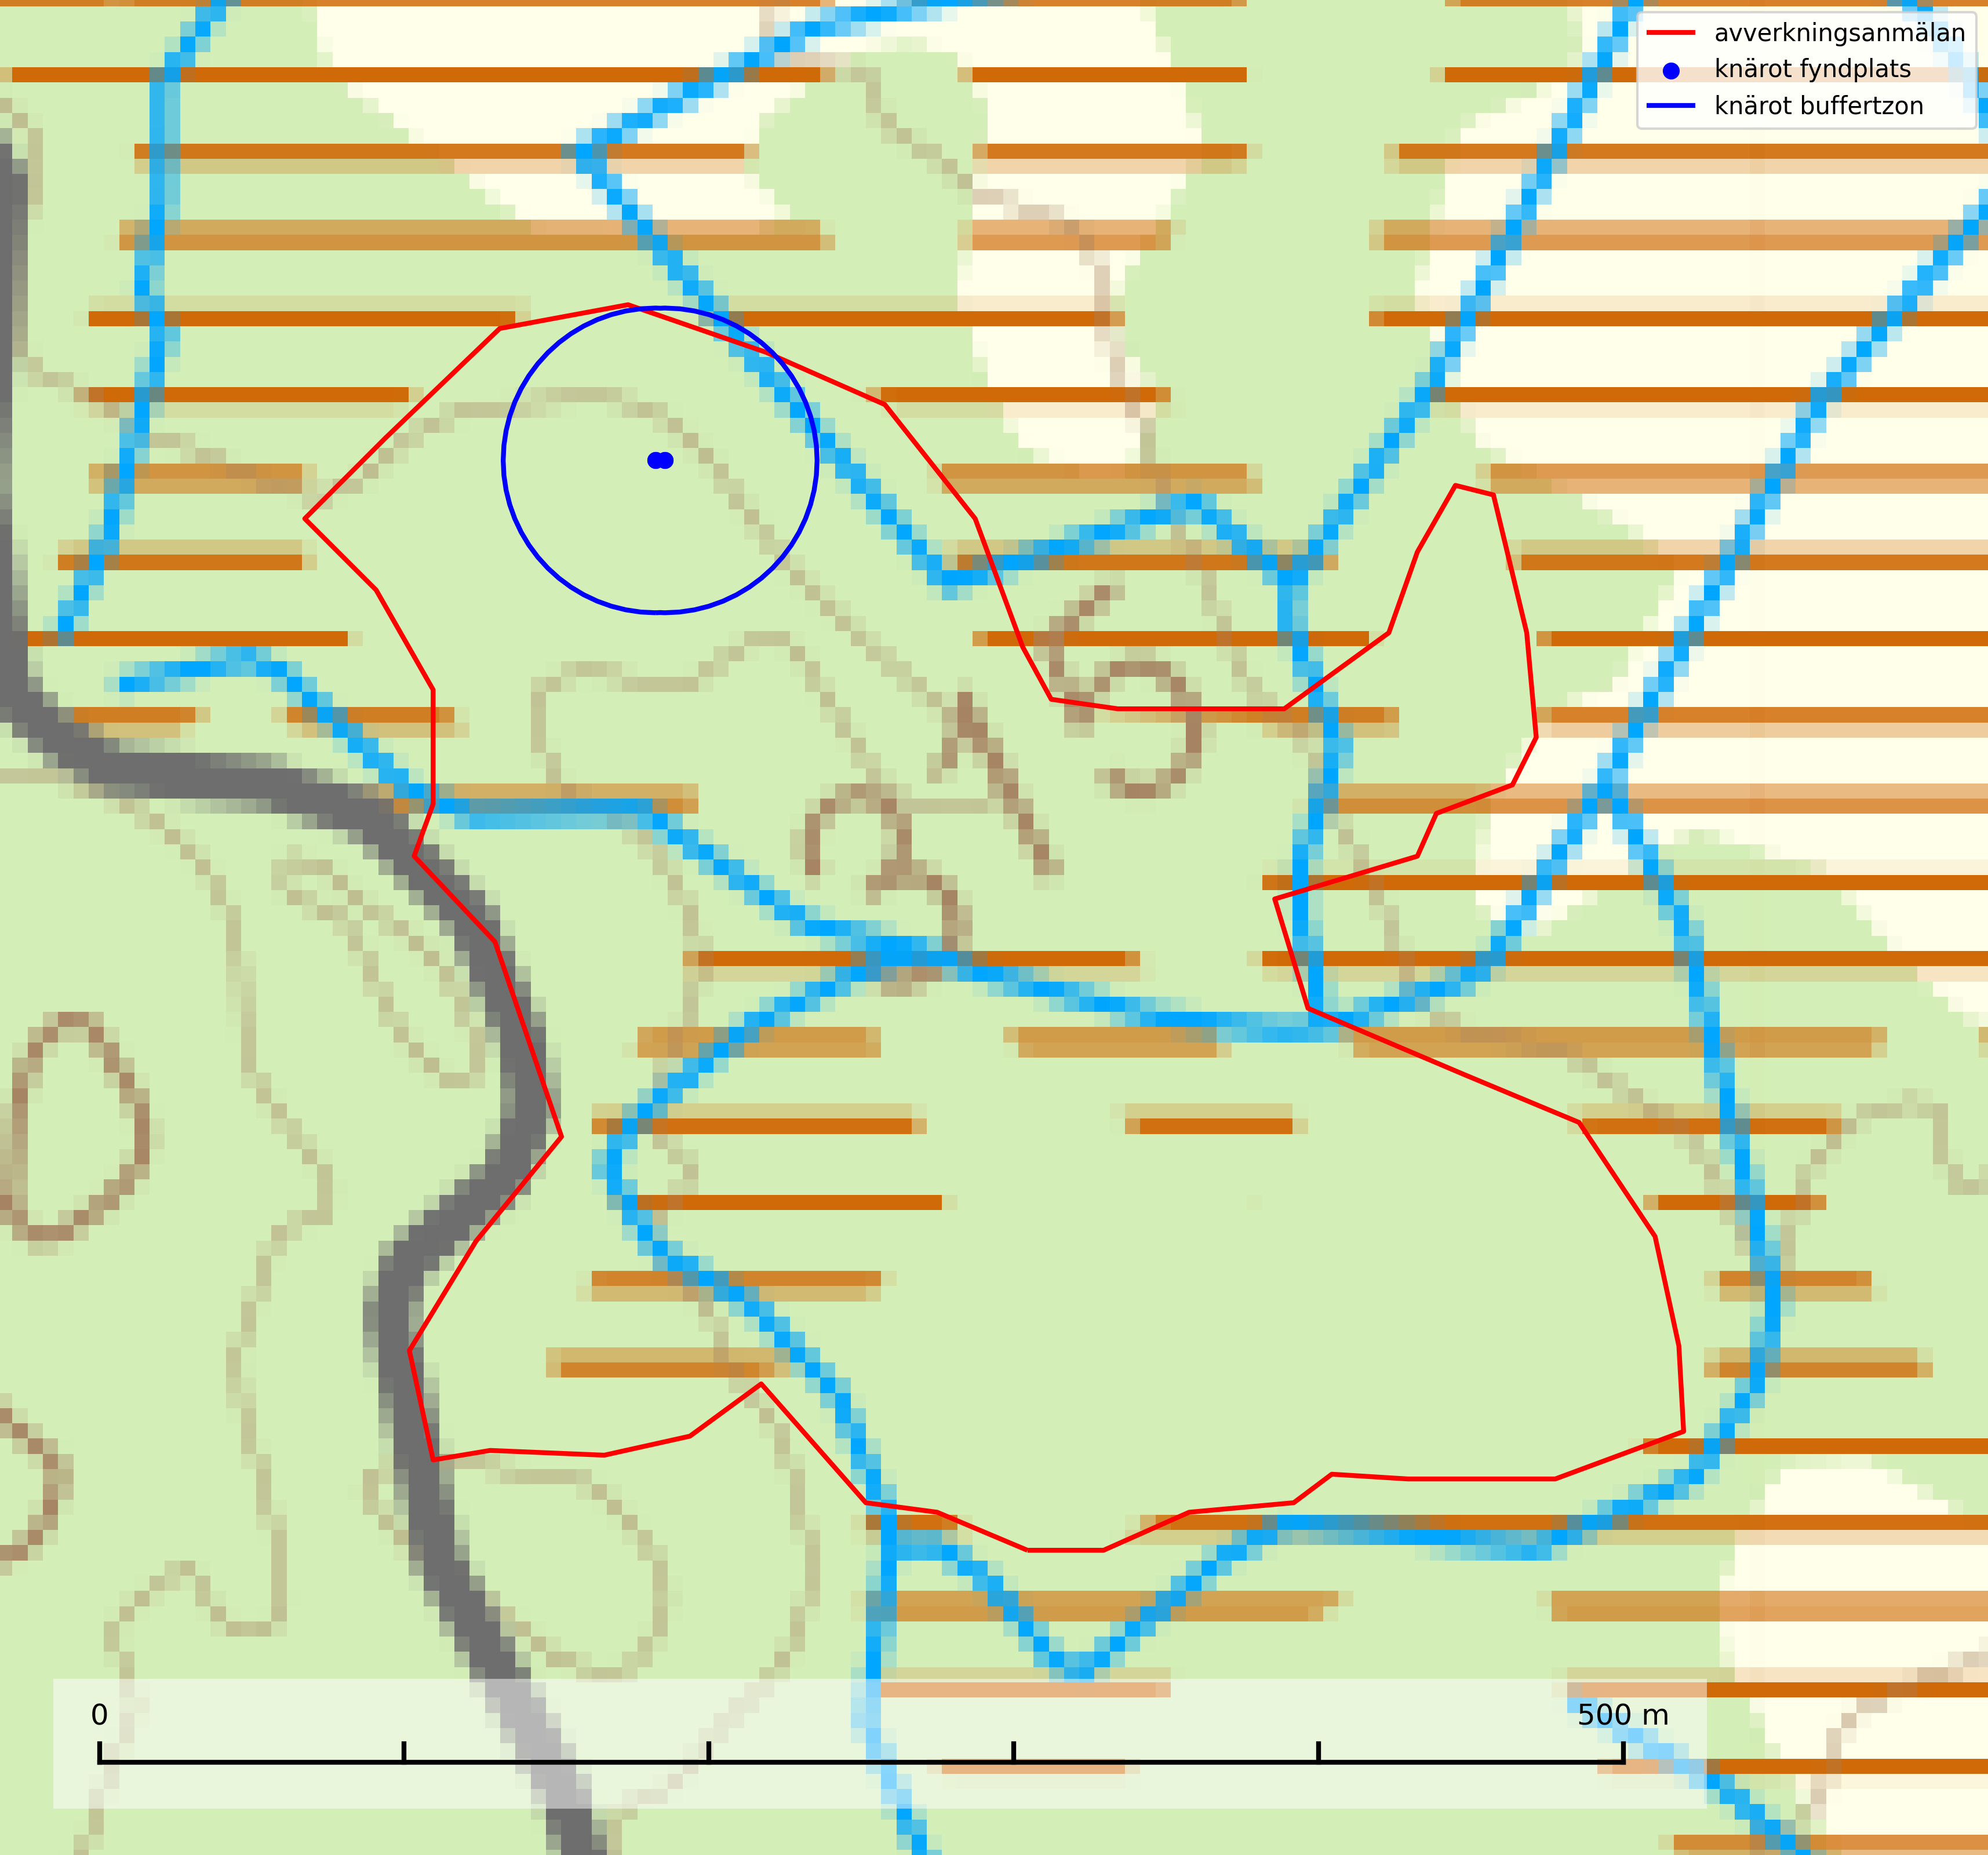 avverkningsanmälan
knärot fyndplats
knärot buffertzon
0
500 m